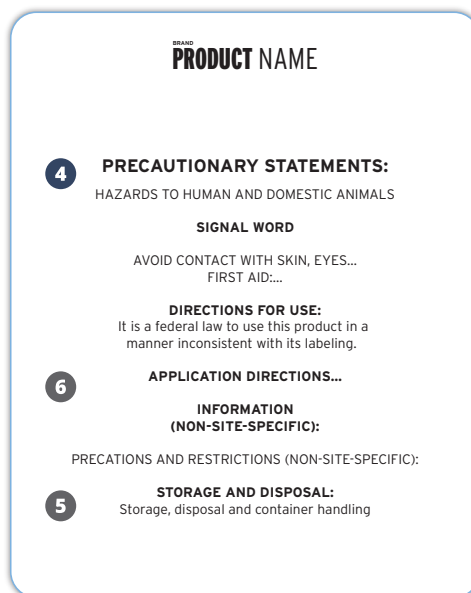 BRAND
PRODUCT NAME
4 PRECAUTIONARY STATEMENTS:
HAZARDS TO HUMAN AND DOMESTIC ANIMALS
SIGNAL WORD
AVOID CONTACT WITH SKIN, EYES...
FIRST AID:...
DIRECTIONS FOR USE:
It is a federal law to use this product in a
manner inconsistent with its labeling.
6 APPLICATION DIRECTIONS...
INFORMATION
(NON-SITE-SPECIFIC):
PRECATIONS AND RESTRICTIONS (NON-SITE-SPECIFIC):
5 STORAGE AND DISPOSAL:
Storage, disposal and container handling